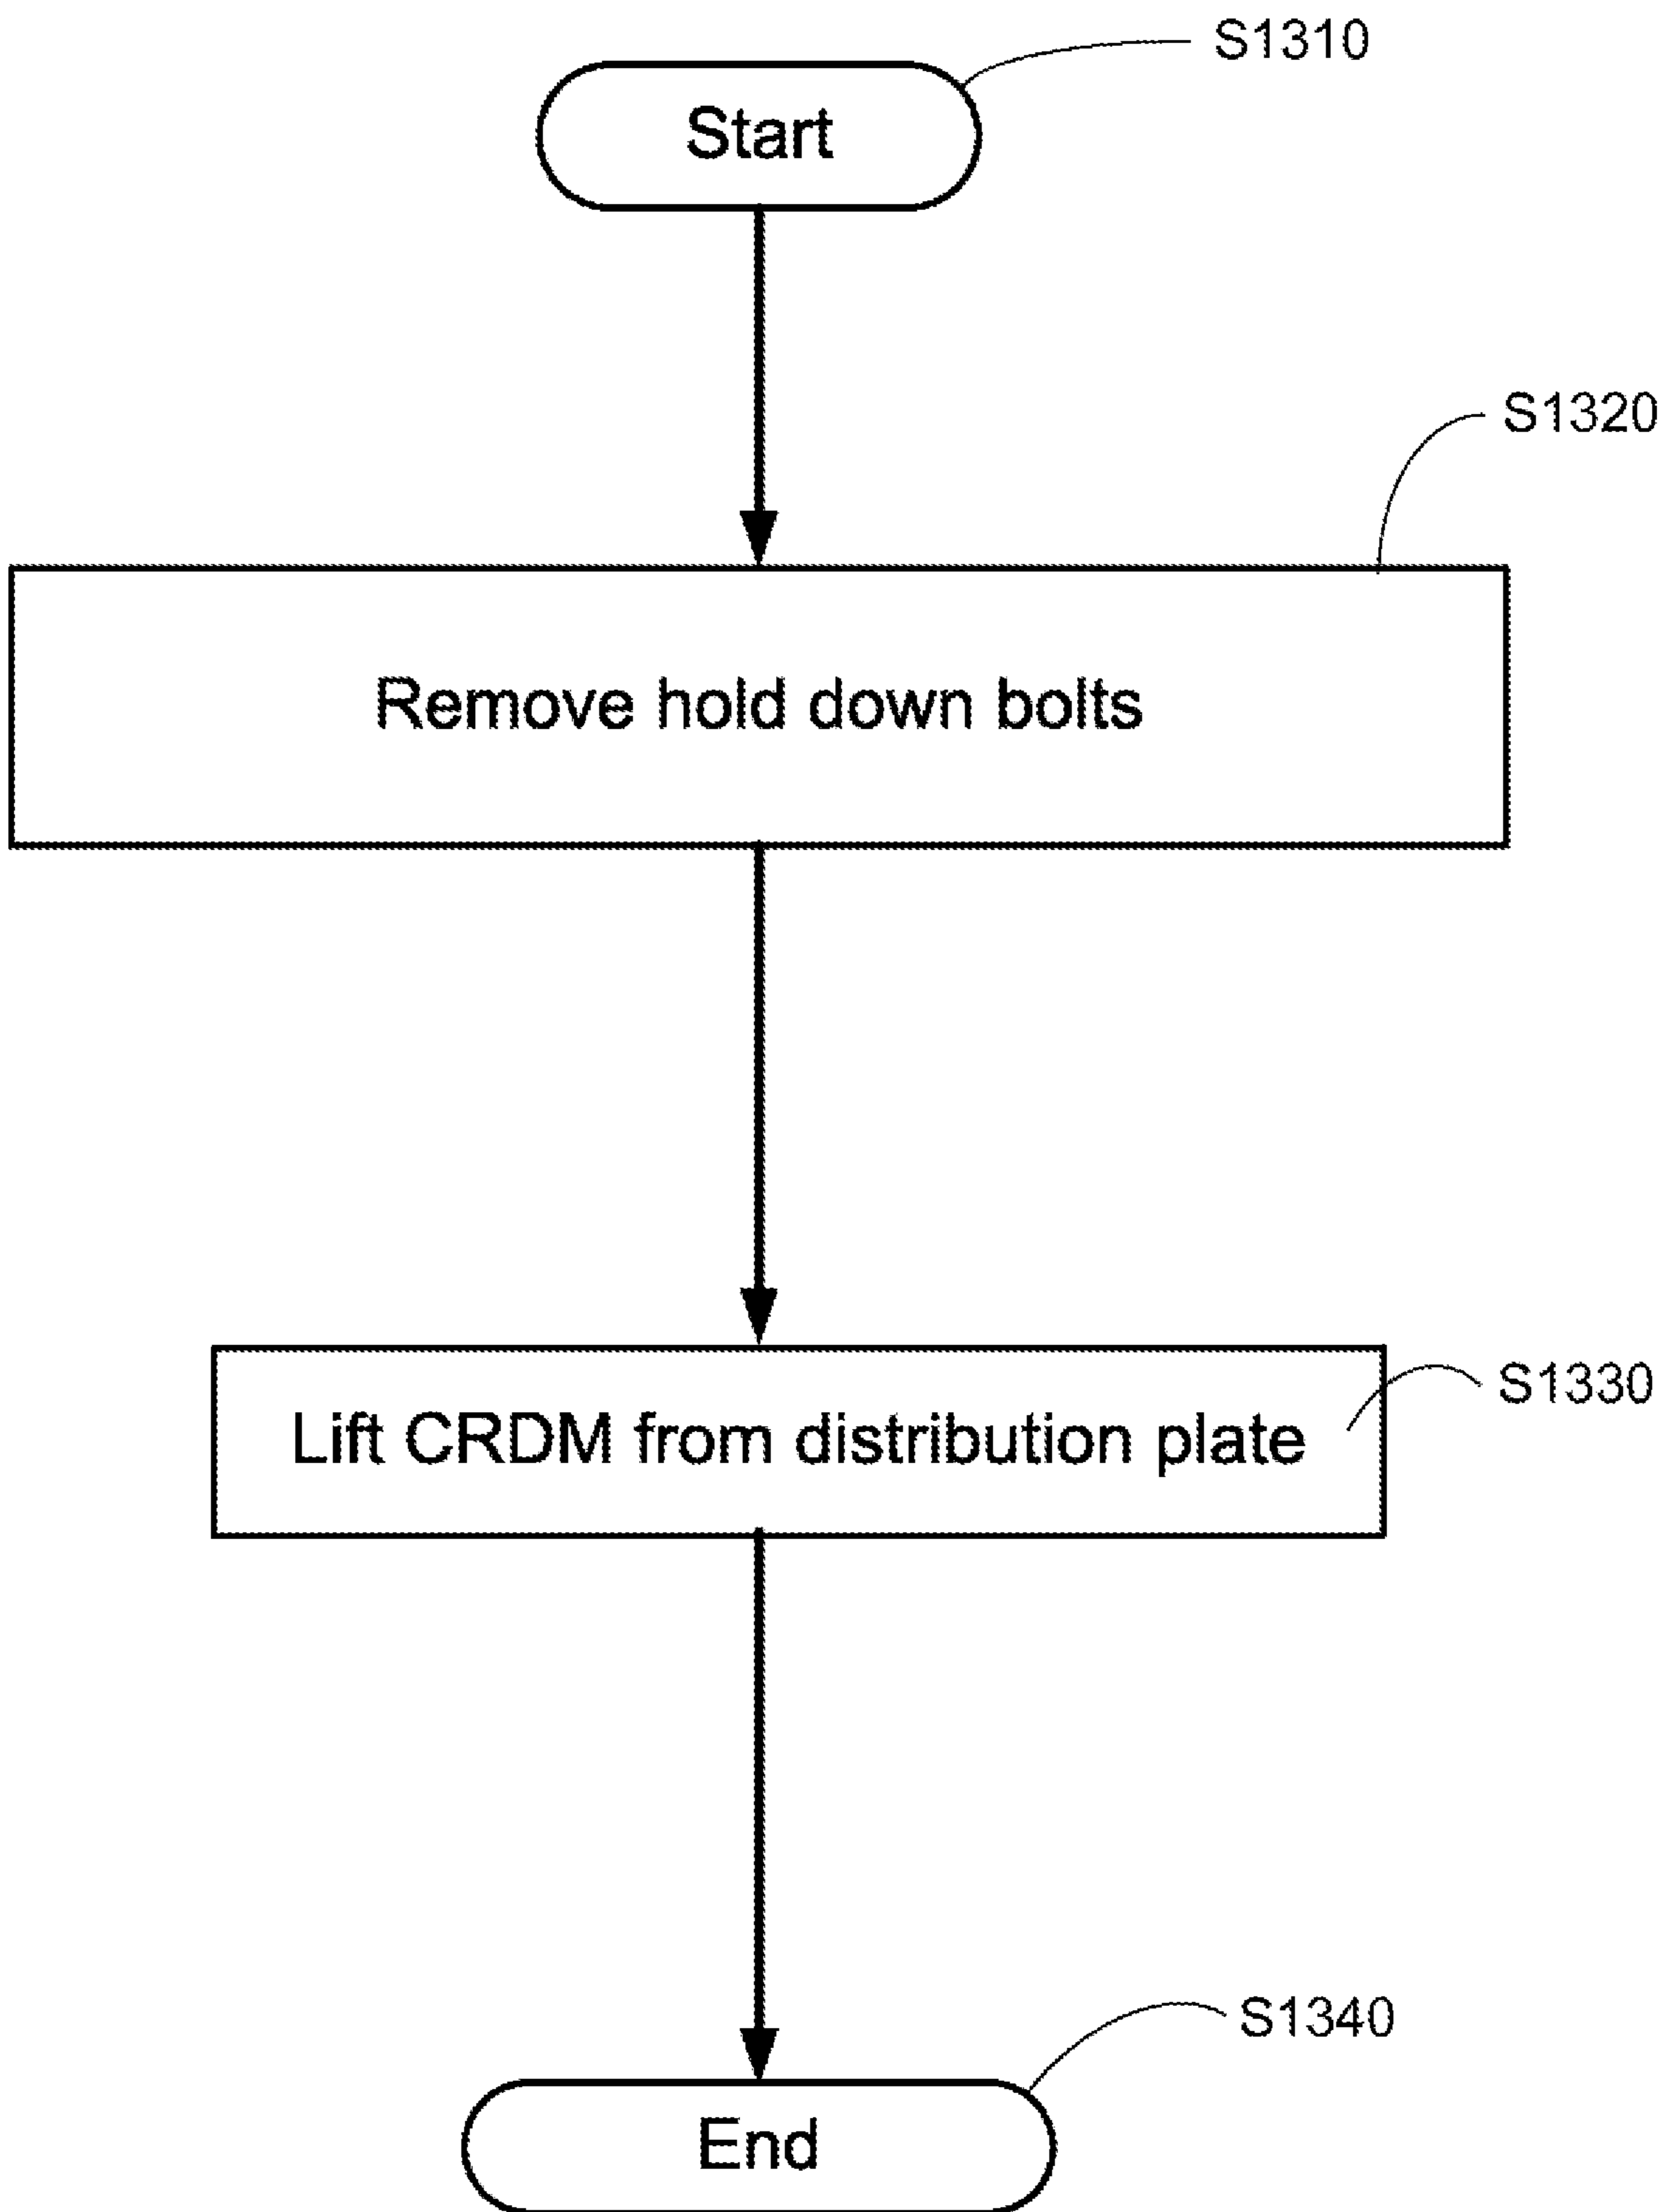 S1310
Start
S1320
Remove hold down bolts
S1330
Lift CRDM from distribution plate
S1340
End